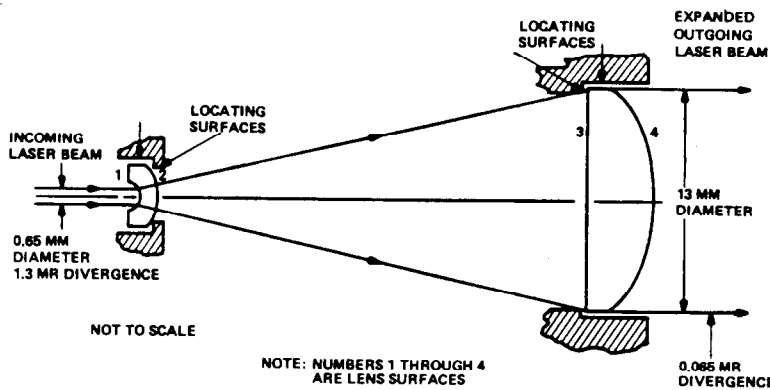 LOCATING
SURFACES
EXPANDED
OUTGOING
LASER BEAM
LOCATING
SURFACES
INCOMING
LASER BEAM
1
2
3
4
13 MM
DIAMETER
0.65 MM
DIAMETER
1.3 MR DIVERGENCE
NOT TO SCALE
NOTE: NUMBERS 1 THROUGH 4
ARE LENS SURFACES
0.065 MR
DIVERGENCE